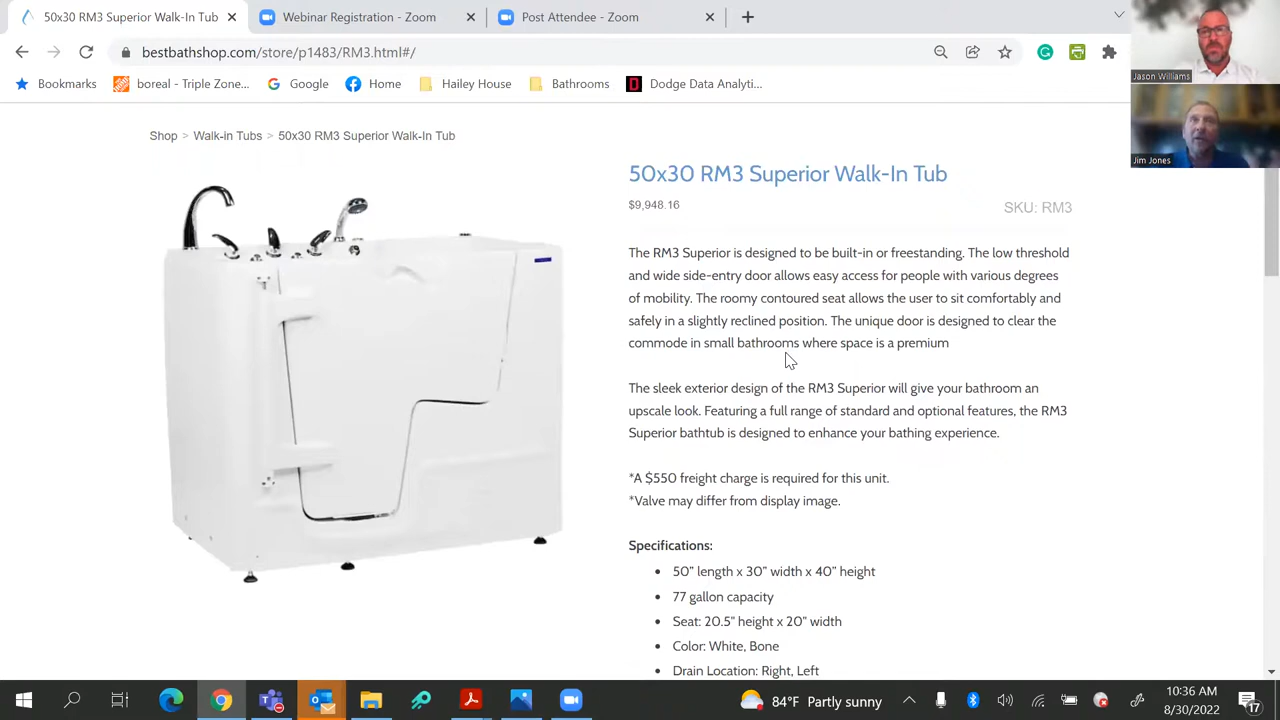 50x30 RM3 Superior Walk-In Tub
Webinar Registration - Zoom
Post Attendee - Zoom
bestbathshop.com/store/p1483/RM3.html#/
Bookmarks
boreal - Triple Zone...
Google
Home
Hailey House
Bathrooms
Dodge Data Analyti...
Jason Williams
Jim Jones
Shop > Walk-in Tubs > 50x30 RM3 Superior Walk-In Tub
50x30 RM3 Superior Walk-In Tub
$9,948.16
SKU: RM3
The RM3 Superior is designed to be built-in or freestanding. The low threshold
and wide side-entry door allows easy access for people with various degrees
of mobility. The roomy contoured seat allows the user to sit comfortably and
safely in a slightly reclined position. The unique door is designed to clear the
commode in small bathrooms where space is a premium
The sleek exterior design of the RM3 Superior will give your bathroom an
upscale look. Featuring a full range of standard and optional features, the RM3
Superior bathtub is designed to enhance your bathing experience.
*A $550 freight charge is required for this unit.
*Valve may differ from display image.
Specifications:
• 50” length x 30” width x 40” height
• 77 gallon capacity
• Seat: 20.5" height x 20” width
• Color: White, Bone
• Drain Location: Right, Left
84°F Partly sunny
10:36 AM
8/30/2022
17